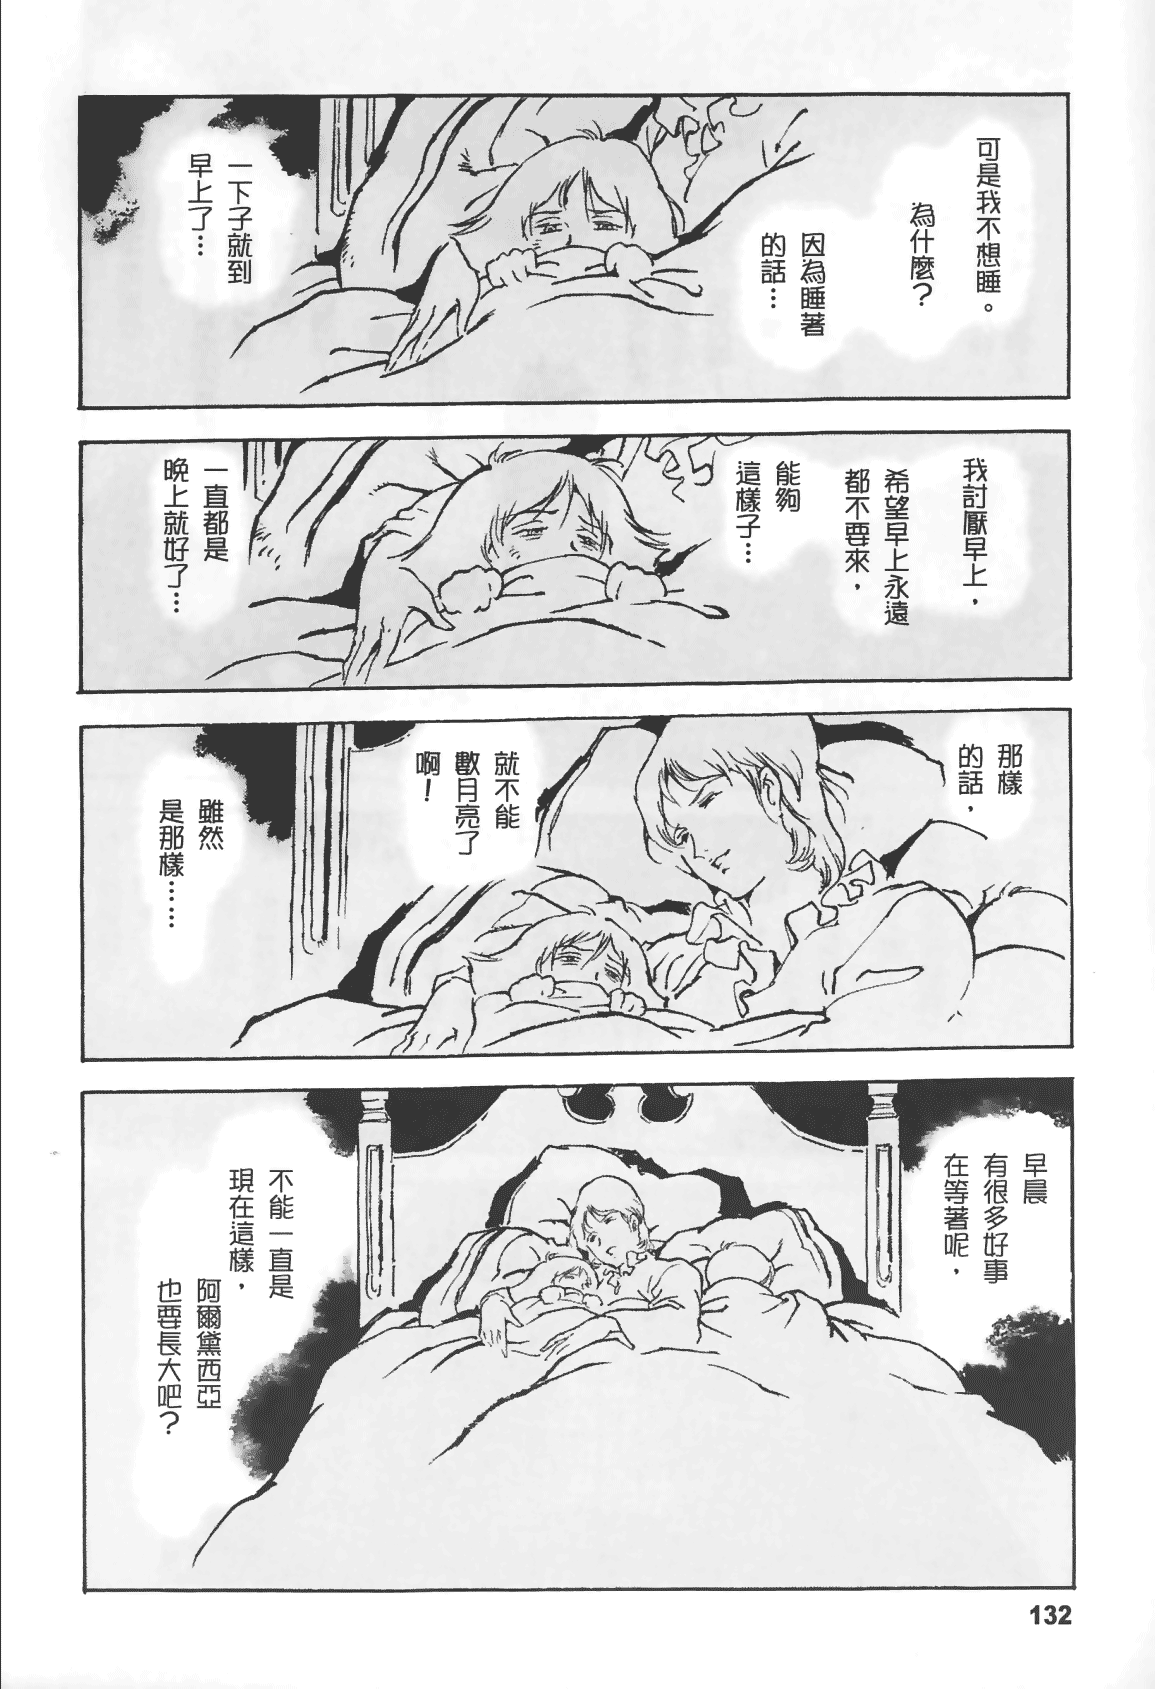 可是我不想睡。
為什麼？
因為睡著
的話…
一下子就到
早上了…
我討厭早上，
希望早上永遠
都不要來，
能夠
這樣子…
一直都是
晚上就好了…
那樣
的話，
就不能
數月亮了
啊！
雖然
是那樣……
早晨
有很多好事
在等著呢，
不能一直是
現在這樣，
阿爾黛西亞
也要長大吧？
132